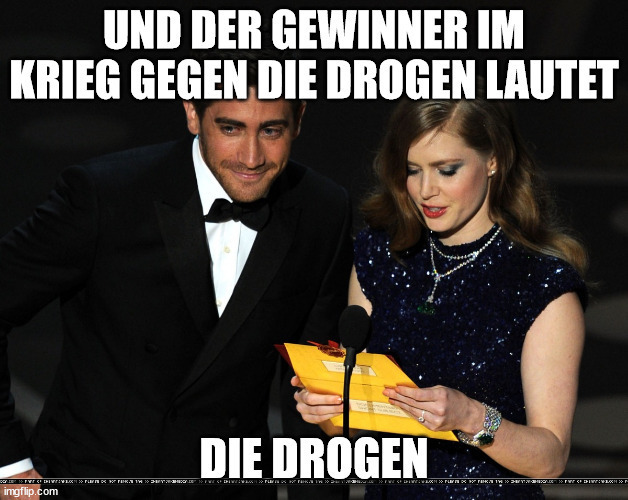 UND DER GEWINNER IM
KRIEG GEGEN DIE DROGEN LAUTET
DIE DROGEN
imgflip.com